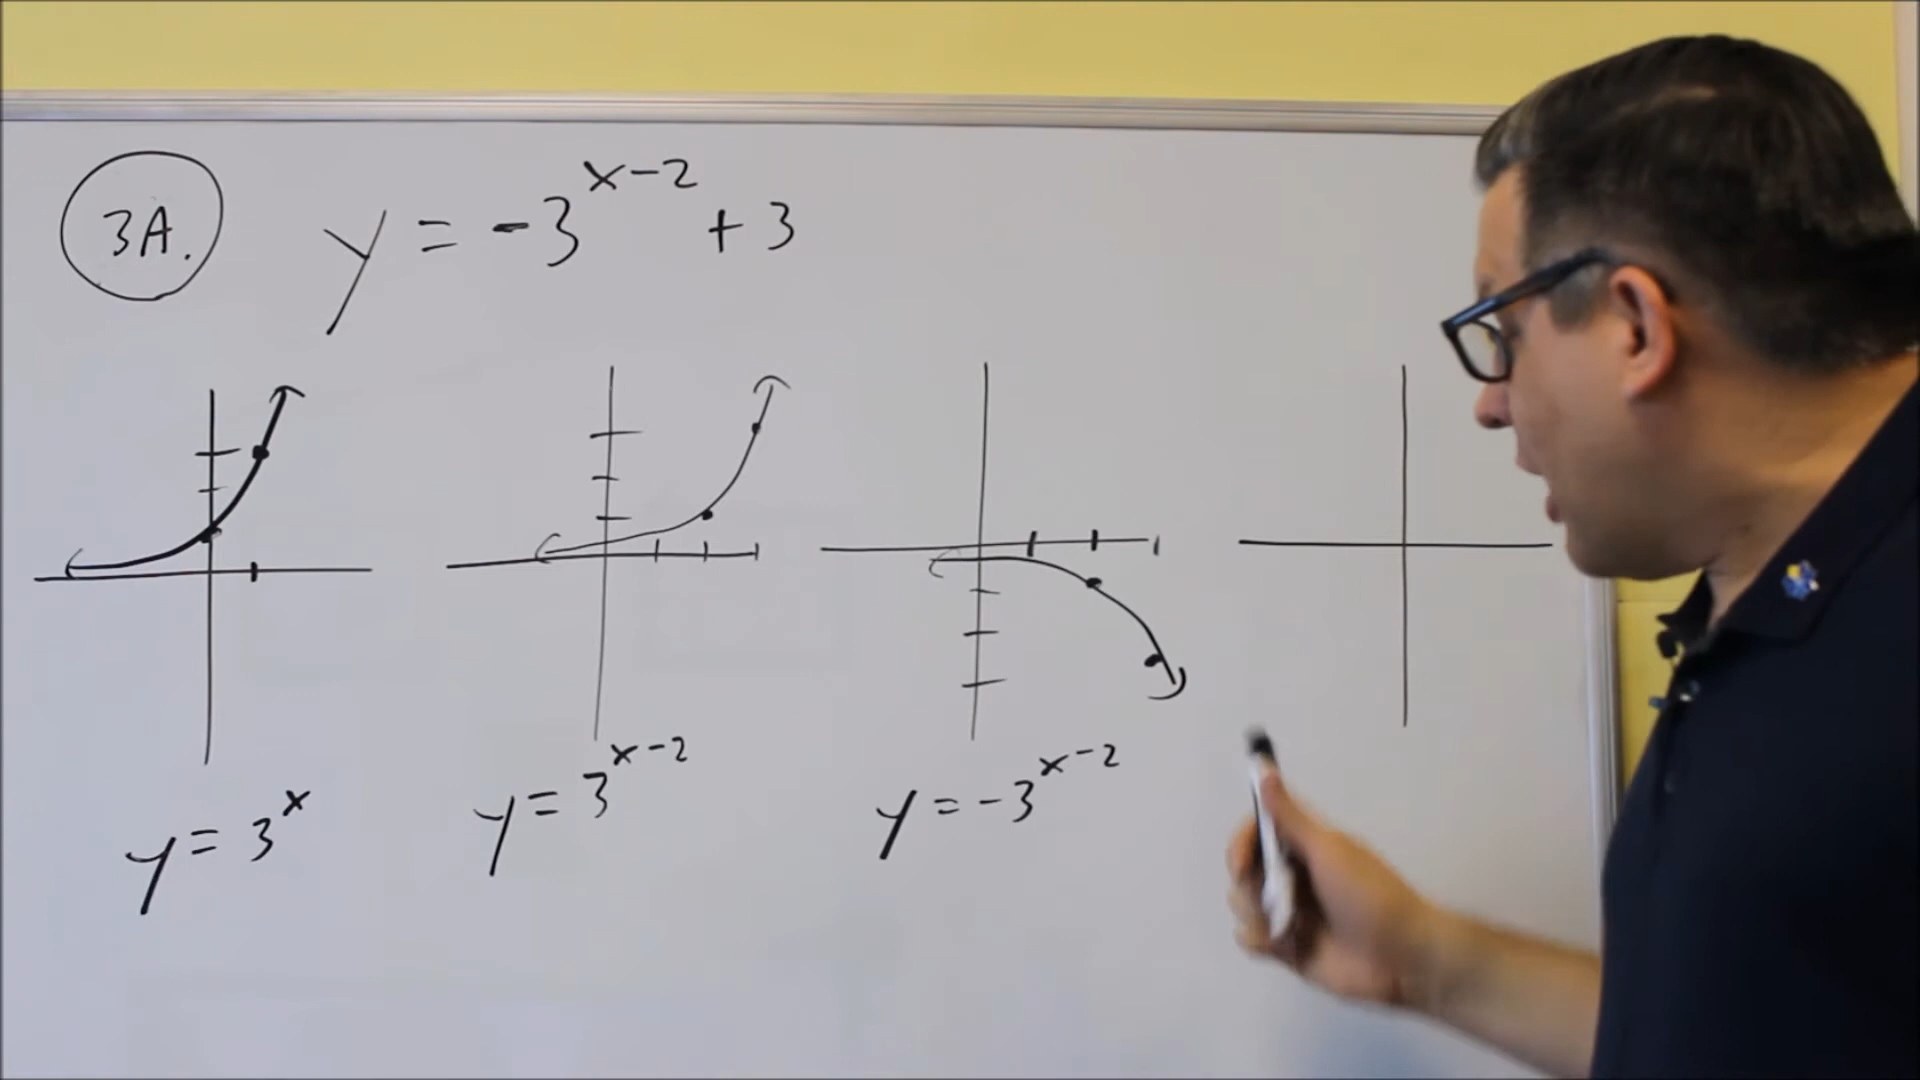 3A.
y = -3^{x-2} + 3
y = 3^x
y = 3^{x-2}
y = -3^{x-2}